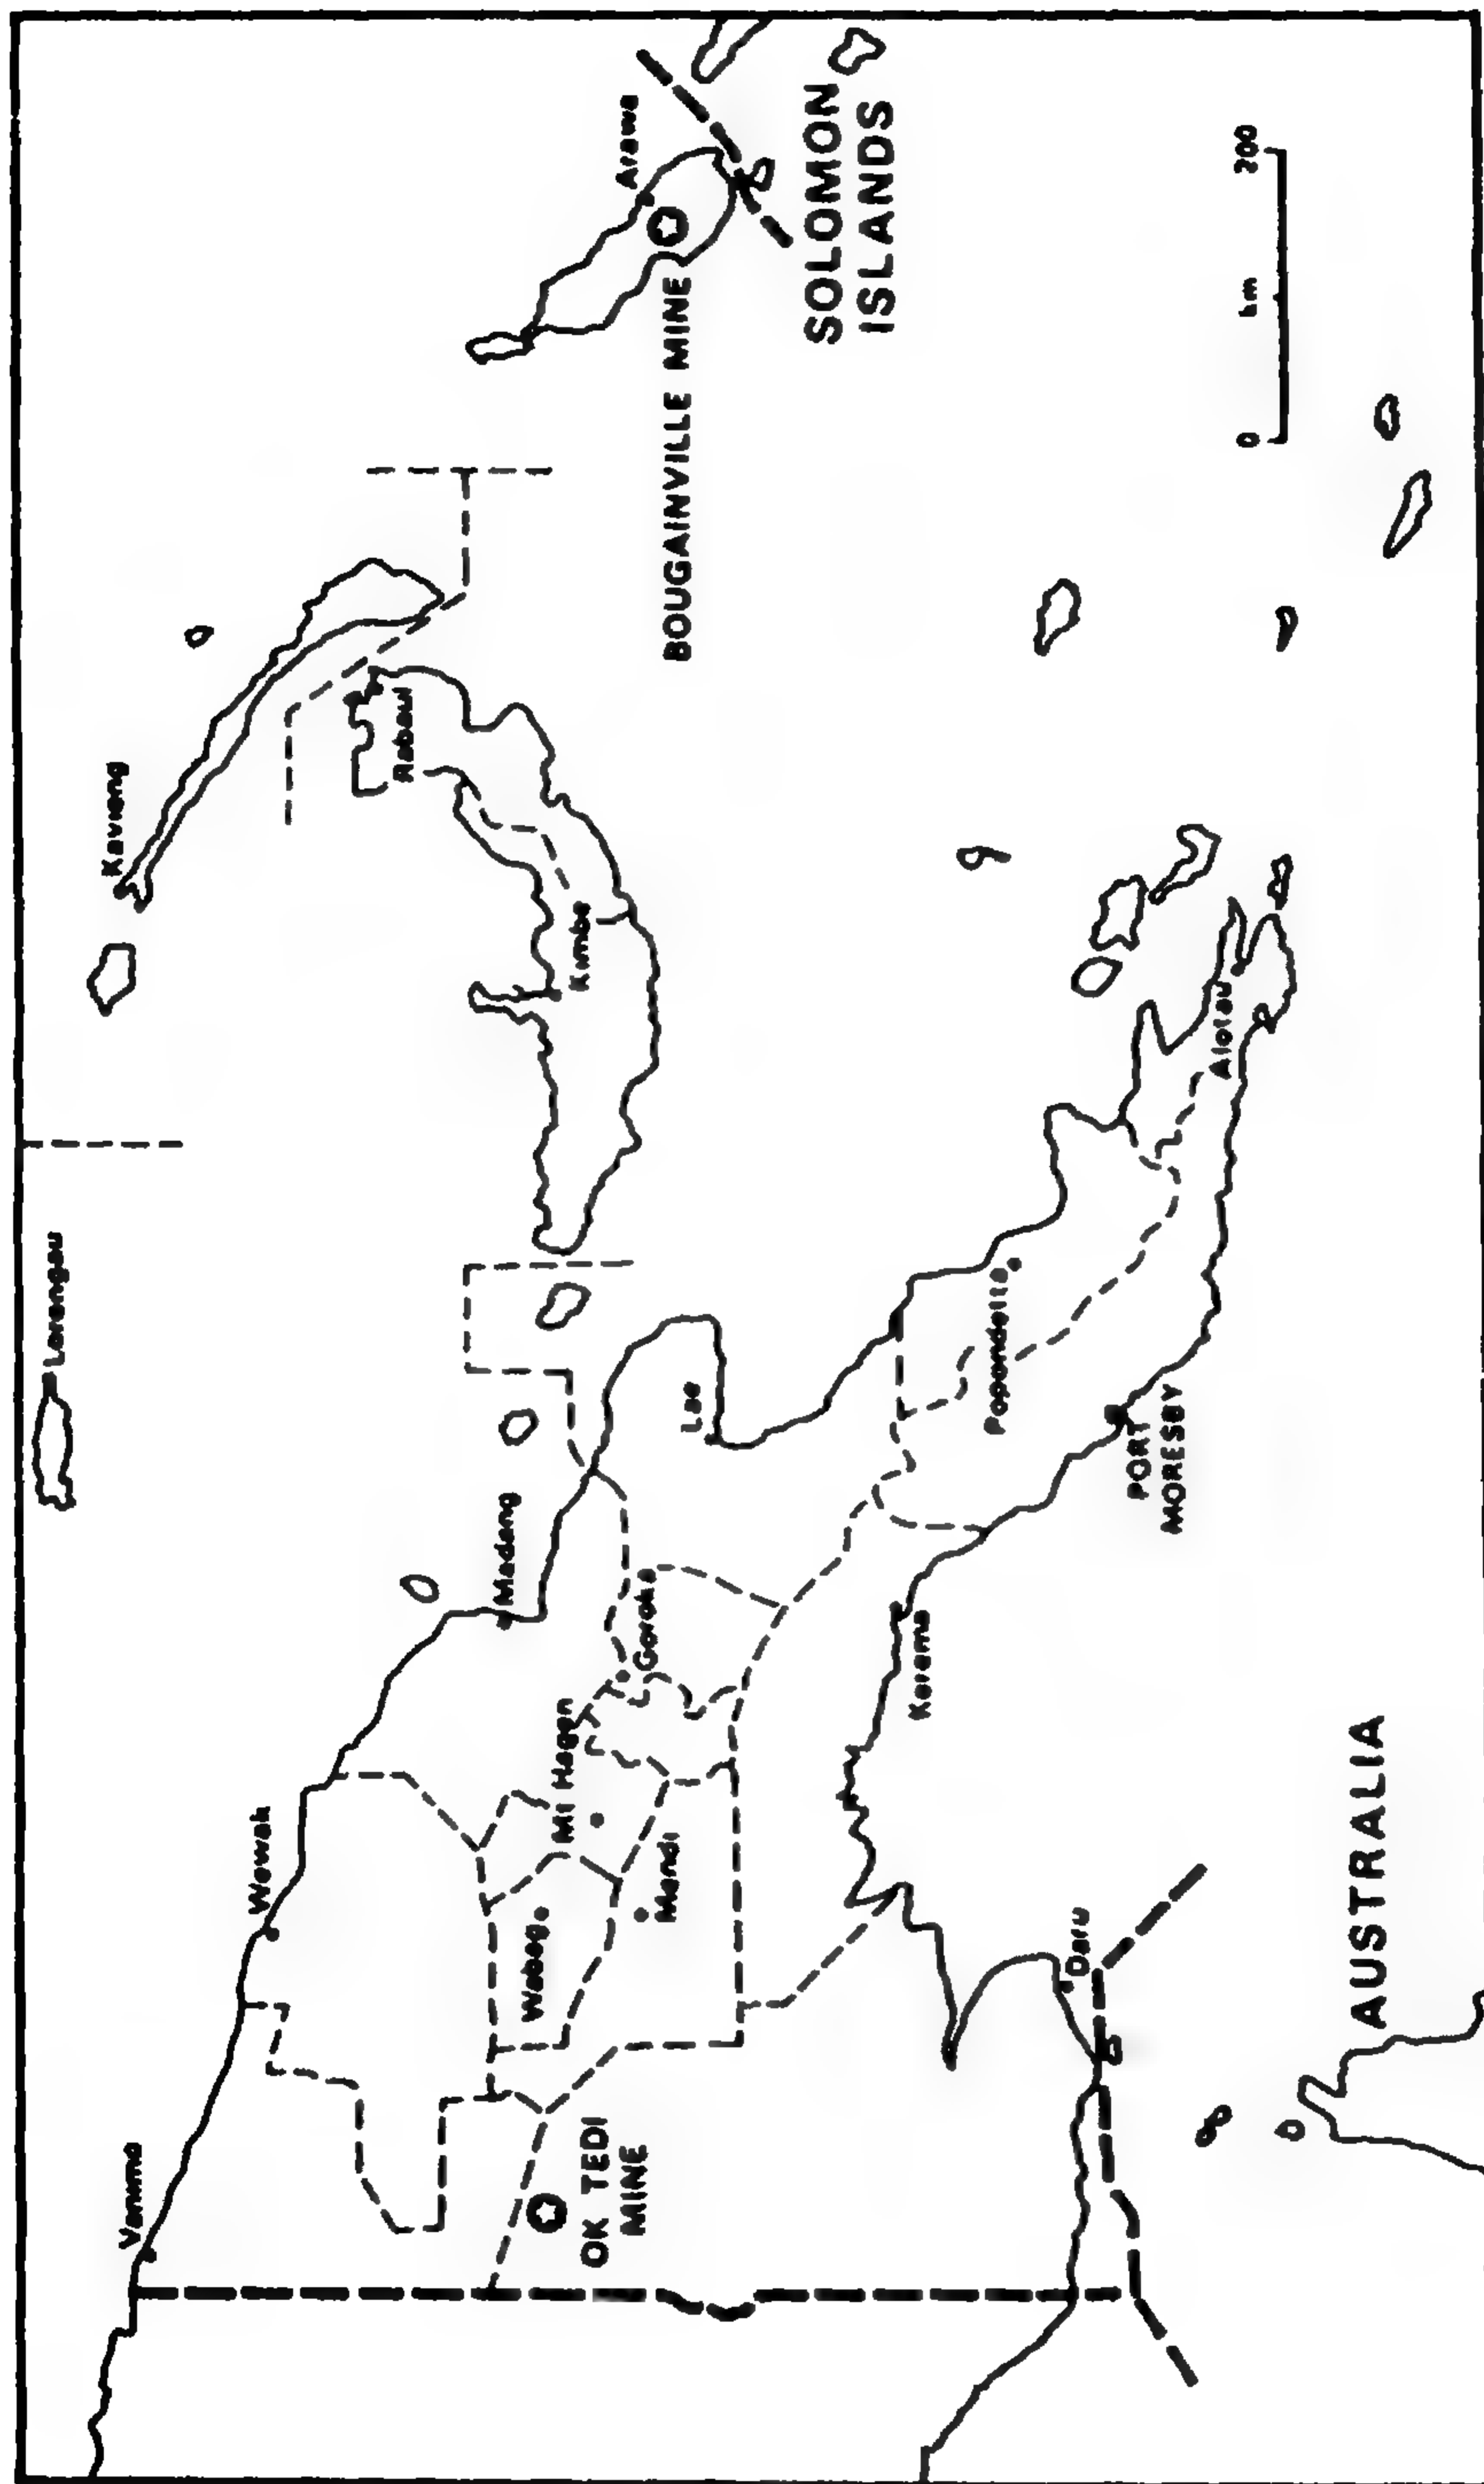 Lorengau
Kavieng
Vanimo
Wewak
Madang
Rabaul
Kimbe
Wabag
Mt Hagen
Mendi
Goroka
Lae
OK TEDI
MINE
Arawa
BOUGAINVILLE MINE
SOLOMON
ISLANDS
Kerema
Popondetta
Daru
PORT
MORESBY
Alotau
AUSTRALIA
0 km 200